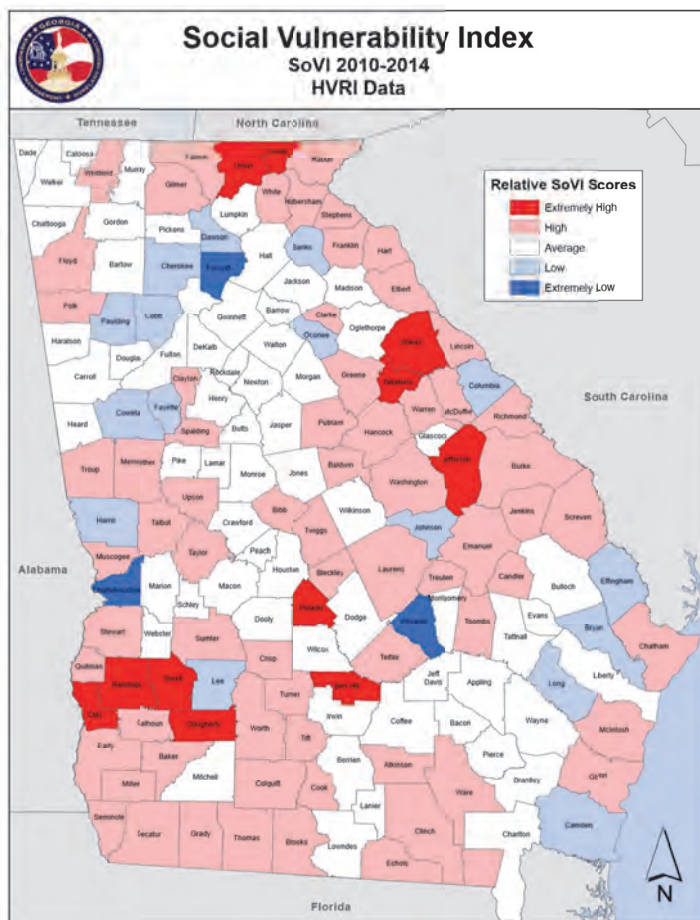 GEORGIA
Social Vulnerability Index
SoVI 2010-2014
HVRI Data
Tennessee
North Carolina
Relative SoVI Scores
Extremely High
High
Average
Low
Extremely Low
Dade
Catoosa
Whitfield
Murray
Gilmer
Union
Walker
White
Habersham
Stephens
Lumpkin
Chattooga
Gordon
Pickens
Dawson
Banks
Franklin
Hart
Hall
Floyd
Bartow
Cherokee
Forsyth
Jackson
Madison
Elbert
Polk
Paulding
Cobb
Gwinnett
Barrow
Clarke
Oglethorpe
Wilkes
Lincoln
Haralson
Douglas
Fulton
DeKalb
Walton
Oconee
Carroll
Rockdale
Newton
Morgan
Greene
Taliaferro
Columbia
South Carolina
Clayton
Henry
Warren
McDuffie
Richmond
Heard
Coweta
Fayette
Spalding
Butts
Jasper
Putnam
Hancock
Glascock
Jefferson
Burke
Troup
Meriwether
Pike
Lamar
Monroe
Jones
Baldwin
Washington
Upson
Wilkinson
Jenkins
Screven
Harris
Talbot
Crawford
Bibb
Twiggs
Johnson
Emanuel
Alabama
Muscogee
Taylor
Peach
Houston
Bleckley
Laurens
Treutlen
Candler
Bulloch
Effingham
Marion
Macon
Schley
Pulaski
Montgomery
Dooly
Dodge
Toombs
Evans
Bryan
Tattnall
Chatham
Stewart
Webster
Sumter
Wilcox
Telfair
Quitman
Crisp
Jeff
Davis
Appling
Long
Lee
Turner
Ben Hill
Irwin
Coffee
Bacon
Wayne
McIntosh
Clay
Calhoun
Dougherty
Worth
Tift
Early
Baker
Mitchell
Berrien
Atkinson
Pierce
Brantley
Miller
Colquitt
Cook
Ware
Lanier
Seminole
Decatur
Grady
Thomas
Brooks
Lowndes
Clinch
Echols
Charlton
Camden
Florida
N